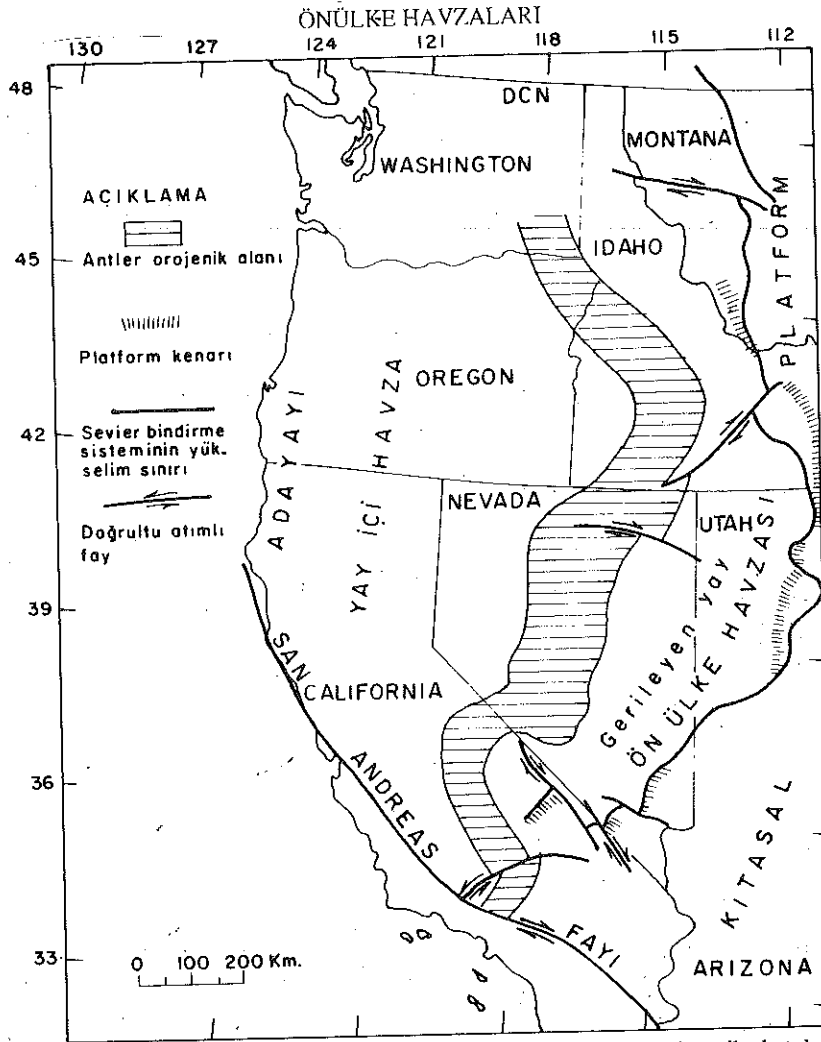 ÖNÜLKE HAVZALARI
130 127 124 121 118 115 112
48
45
42
39
36
33
DCN
WASHINGTON
MONTANA
IDAHO
OREGON
NEVADA
UTAH
CALIFORNIA
ARIZONA
AÇIKLAMA
Antler orojenik alanı
Platform kenarı
Sevier bindirme
sisteminin yük-
selim sınırı
Doğrultu atımlı
fay
ADA YAYI
YAY İÇİ HAVZA
Gerileyen yay
ÖN ÜLKE HAVZASI
KITASAL PLATFORM
SAN ANDREAS FAYI
0 100 200 Km.